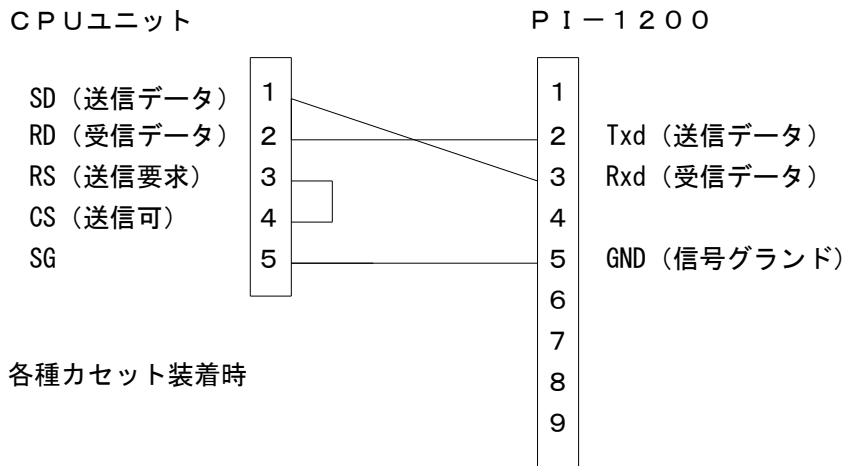 CPUユニット PI-1200
SD(送信データ) 1 1
RD(受信データ) 2 2 Txd(送信データ)
RS(送信要求) 3 3 Rxd(受信データ)
CS(送信可) 4 4
SG 5 5 GND(信号グランド)
6
7
各種カセット装着時 8
9